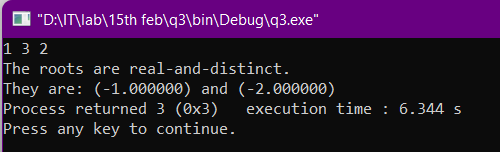 "D:\IT\lab\15th feb\q3\bin\Debug\q3.exe"
1 3 2
The roots are real-and-distinct.
They are: (-1.000000) and (-2.000000)
Process returned 3 (0x3)   execution time : 6.344 s
Press any key to continue.